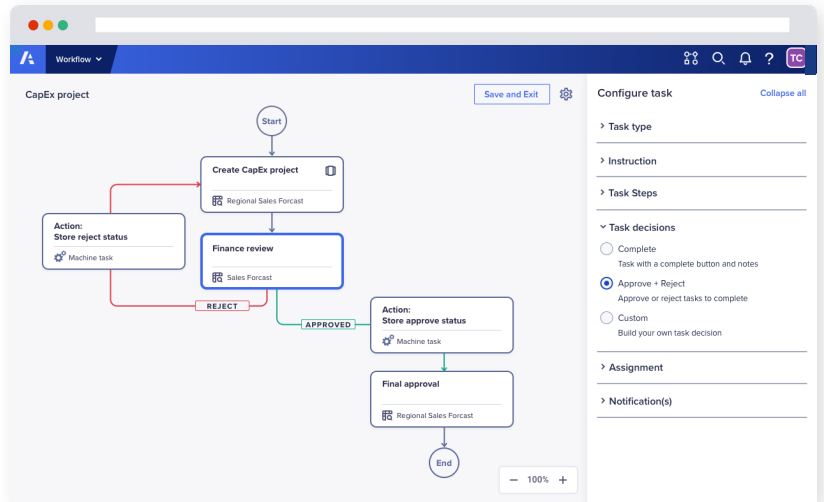 Workflow
?
TC
CapEx project
Save and Exit
Start
Create CapEx project
Regional Sales Forcast
Action:
Store reject status
Machine task
Finance review
Sales Forcast
REJECT
APPROVED
Action:
Store approve status
Machine task
Final approval
Regional Sales Forcast
End
− 100% +
Configure task
Collapse all
Task type
Instruction
Task Steps
Task decisions
Complete
Task with a complete button and notes
Approve + Reject
Approve or reject tasks to complete
Custom
Build your own task decision
Assignment
Notification(s)